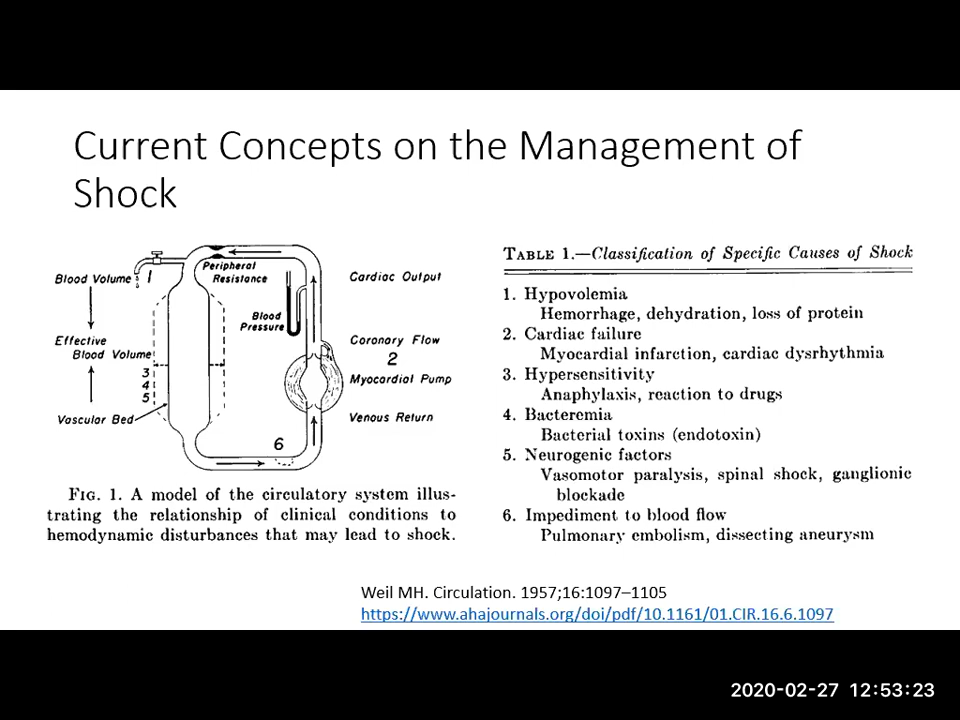 Current Concepts on the Management of
Shock
Blood Volume
1
Peripheral
Resistance
Blood
Pressure
Cardiac Output
Effective
Blood Volume
3
4
5
Coronary Flow
2
Myocardial Pump
Vascular Bed
Venous Return
6
FIG. 1. A model of the circulatory system illus-
trating the relationship of clinical conditions to
hemodynamic disturbances that may lead to shock.
TABLE 1.—Classification of Specific Causes of Shock
1. Hypovolemia
Hemorrhage, dehydration, loss of protein
2. Cardiac failure
Myocardial infarction, cardiac dysrhythmia
3. Hypersensitivity
Anaphylaxis, reaction to drugs
4. Bacteremia
Bacterial toxins (endotoxin)
5. Neurogenic factors
Vasomotor paralysis, spinal shock, ganglionic
blockade
6. Impediment to blood flow
Pulmonary embolism, dissecting aneurysm
Weil MH. Circulation. 1957;16:1097–1105
https://www.ahajournals.org/doi/pdf/10.1161/01.CIR.16.6.1097
2020-02-27 12:53:23